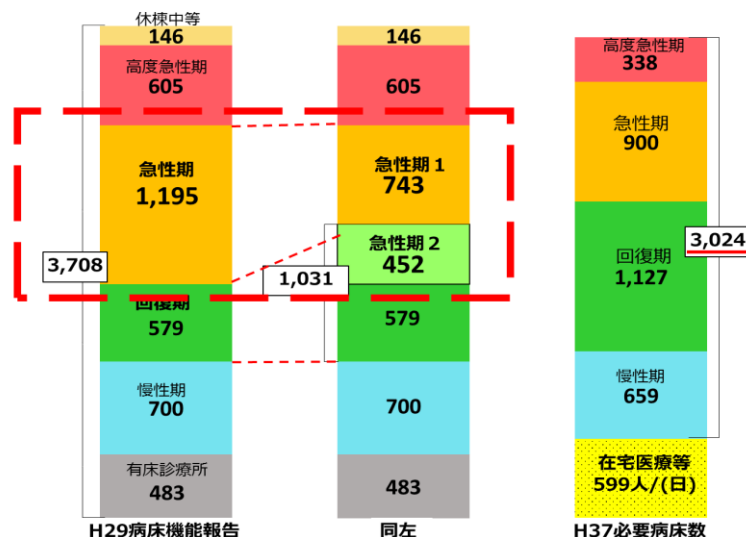 休棟中等
146
高度急性期
605
急性期
1,195
3,708
回復期
579
慢性期
700
有床診療所
483
H29病床機能報告
146
605
急性期1
743
急性期2
452
1,031
579
700
483
同左
高度急性期
338
急性期
900
3,024
回復期
1,127
慢性期
659
在宅医療等
599人/(日)
H37必要病床数